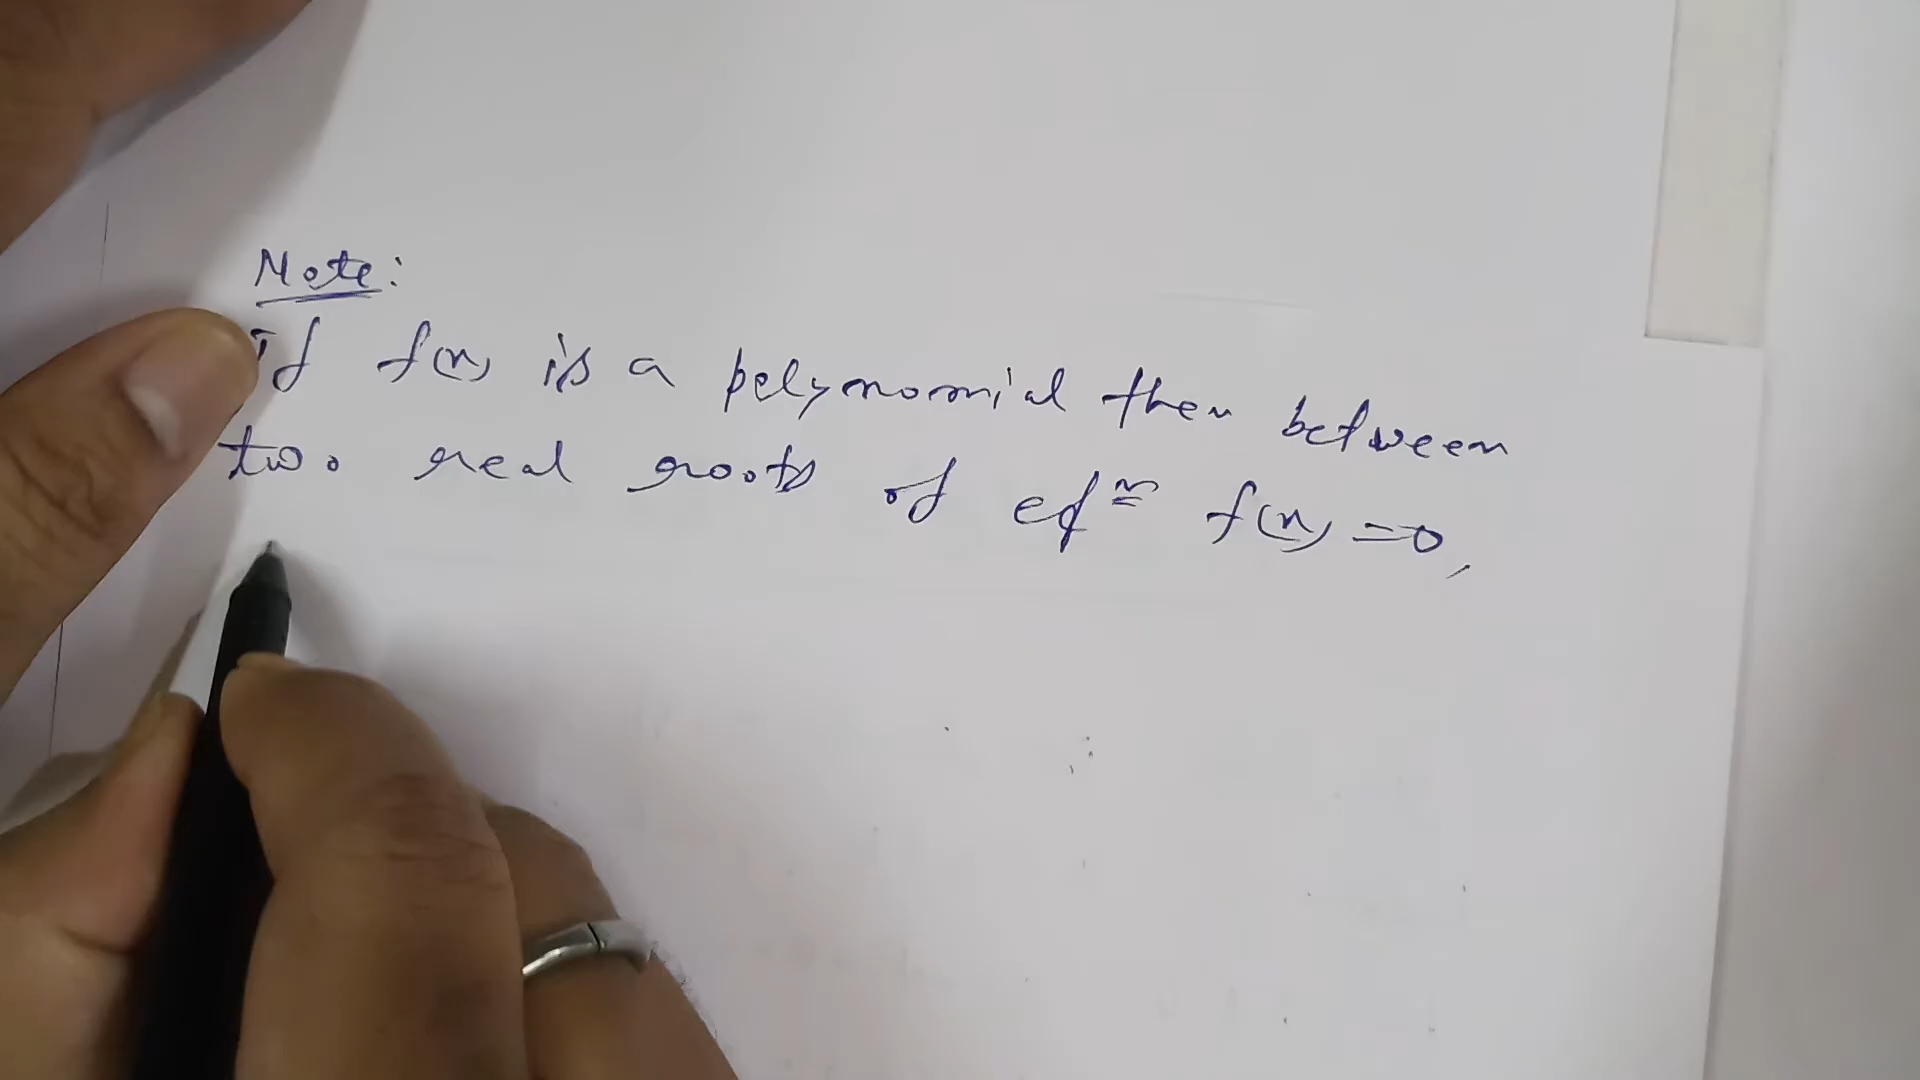 Note:
If f(x) is a polynomial then between
two real roots of eqⁿ f(x) = 0,